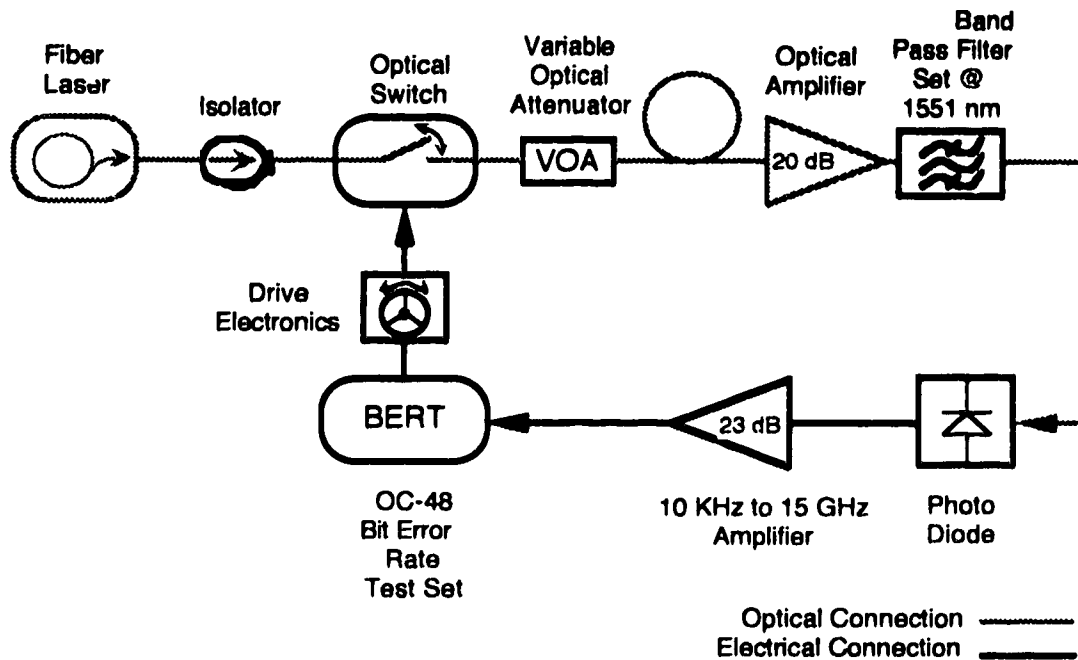 Fiber
Laser
Isolator
Optical
Switch
Variable
Optical
Attenuator
VOA
Optical
Amplifier
20 dB
Band
Pass Filter
Set @
1551 nm
Drive
Electronics
BERT
OC-48
Bit Error
Rate
Test Set
23 dB
10 KHz to 15 GHz
Amplifier
Photo
Diode
Optical Connection
Electrical Connection